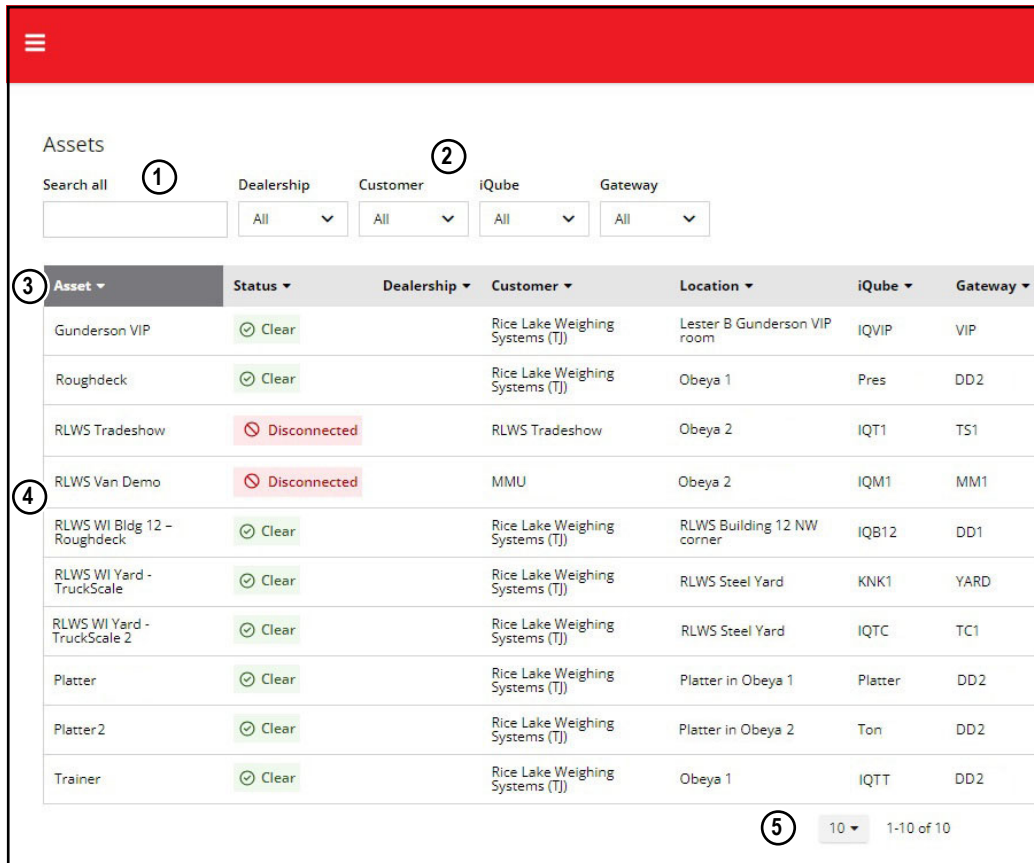 Assets
1
2
Search all
Dealership
Customer
iQube
Gateway
All
All
All
All
3
Asset Status Dealership Customer Location iQube Gateway
Gunderson VIP Clear Rice Lake Weighing Systems (TJ) Lester B Gunderson VIP room IQVIP VIP
Roughdeck Clear Rice Lake Weighing Systems (TJ) Obeya 1 Pres DD2
RLWS Tradeshow Disconnected RLWS Tradeshow Obeya 2 IQT1 TS1
4
RLWS Van Demo Disconnected MMU Obeya 2 IQM1 MM1
RLWS WI Bldg 12 – Roughdeck Clear Rice Lake Weighing Systems (TJ) RLWS Building 12 NW corner IQB12 DD1
RLWS WI Yard - TruckScale Clear Rice Lake Weighing Systems (TJ) RLWS Steel Yard KNK1 YARD
RLWS WI Yard - TruckScale 2 Clear Rice Lake Weighing Systems (TJ) RLWS Steel Yard IQTC TC1
Platter Clear Rice Lake Weighing Systems (TJ) Platter in Obeya 1 Platter DD2
Platter2 Clear Rice Lake Weighing Systems (TJ) Platter in Obeya 2 Ton DD2
Trainer Clear Rice Lake Weighing Systems (TJ) Obeya 1 IQTT DD2
5
10 1-10 of 10